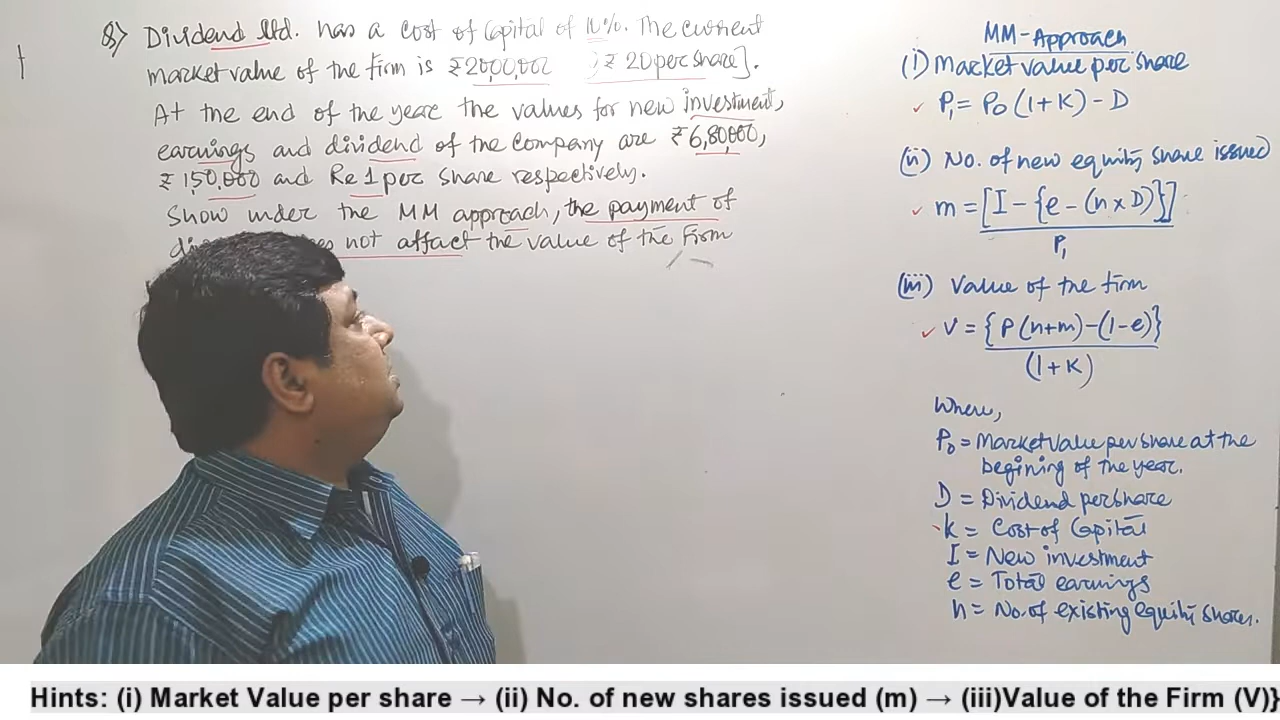 Q> Dividend Ltd. has a Cost of Capital of 10%. The current
market value of the firm is ₹2000,000 ₹ 20 per share].
At the end of the year the values for new investment,
earnings and dividend of the Company are ₹6,80,000,
₹ 150,000 and Re 1 per share respectively.
Show under the MM approach, the payment of
not affect the value of the Firm
MM-Approach
(i) Market value per share
P₁ = P₀ (1+K) - D
(ii) No. of new equity share issued
m = [I - {e - (n x D)}]
P₁
(iii) Value of the firm
V = {P(n+m)-(1-e)}
(1+K)
Where,
P₀ = Market value per share at the
begining of the year.
D = Dividend per share
K = Cost of Capital
I = New investment
e = Total earnings
n = No. of existing equity shares.
Hints: (i) Market Value per share → (ii) No. of new shares issued (m) → (iii)Value of the Firm (V)}